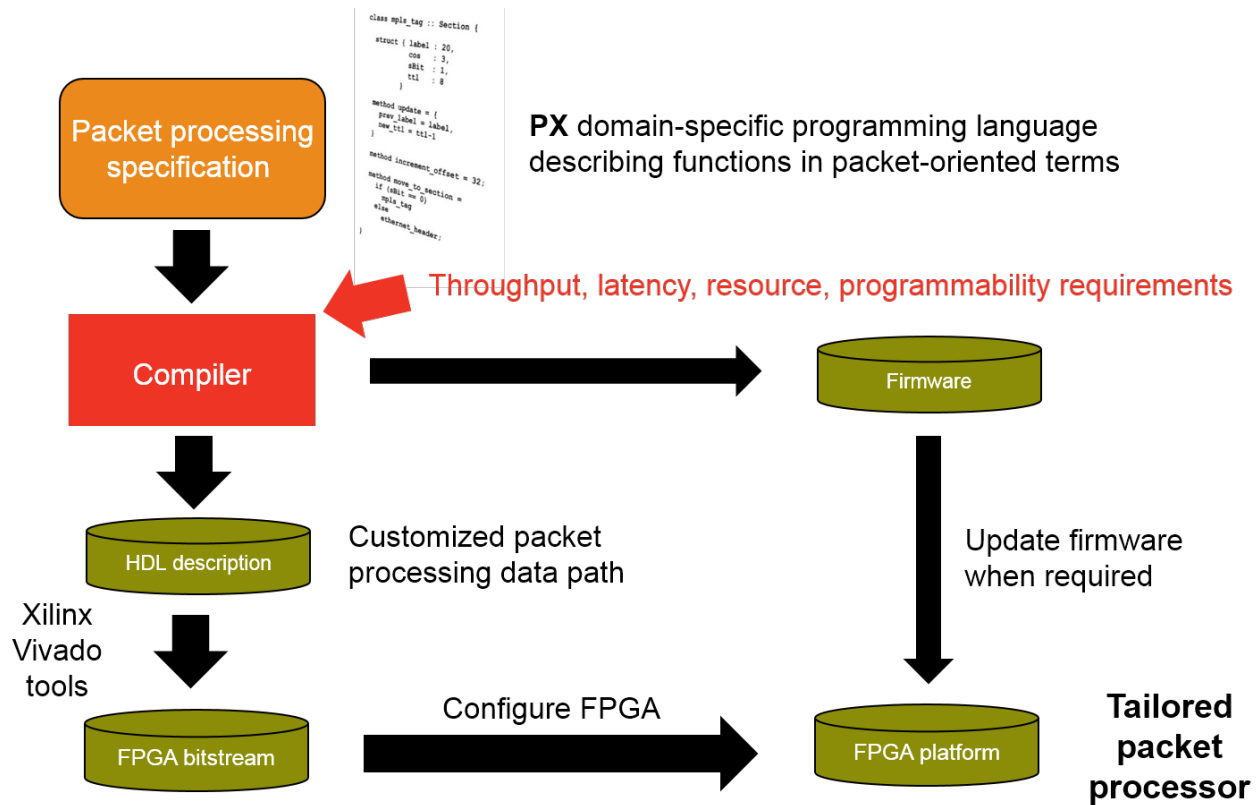 class mpls_tag :: Section {
struct { label : 20,
cos : 3,
sBit : 1,
ttl : 8
}
method update = {
prev_label = label,
new_ttl = ttl-1
}
method increment_offset = 32;
method move_to_section =
if (sBit == 0)
mpls_tag
else
ethernet_header;
}
Packet processing
specification
PX domain-specific programming language
describing functions in packet-oriented terms
Throughput, latency, resource, programmability requirements
Compiler
Firmware
HDL description
Customized packet
processing data path
Update firmware
when required
Xilinx
Vivado
tools
Configure FPGA
FPGA bitstream
FPGA platform
Tailored
packet
processor